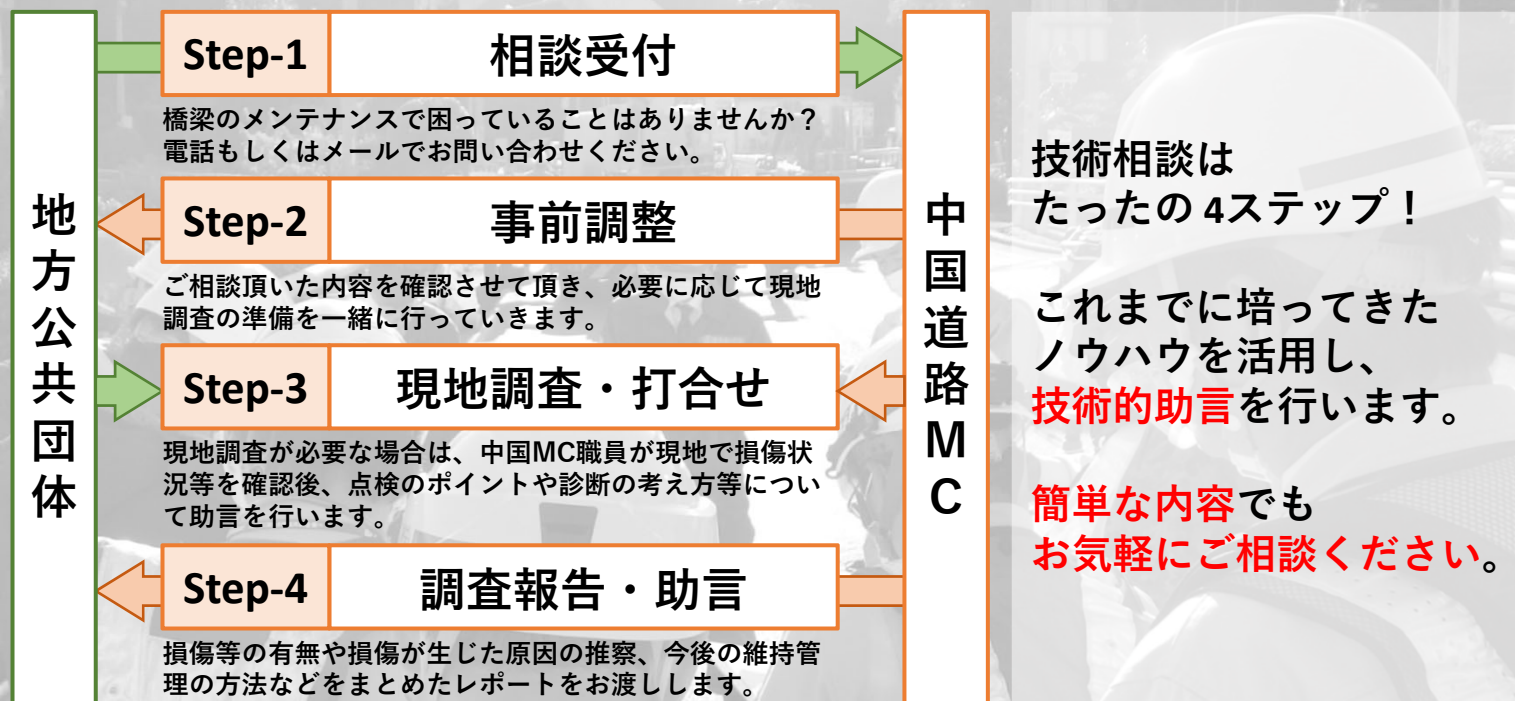 地方公共団体
Step-1 相談受付
橋梁のメンテナンスで困っていることはありませんか？
電話もしくはメールでお問い合わせください。
Step-2 事前調整
ご相談頂いた内容を確認させて頂き、必要に応じて現地
調査の準備を一緒に行っていきます。
Step-3 現地調査・打合せ
現地調査が必要な場合は、中国MC職員が現地で損傷状
況等を確認後、点検のポイントや診断の考え方等につい
て助言を行います。
Step-4 調査報告・助言
損傷等の有無や損傷が生じた原因の推察、今後の維持管
理の方法などをまとめたレポートをお渡しします。
中国道路MC
技術相談は
たったの 4ステップ！
これまでに培ってきた
ノウハウを活用し、
技術的助言を行います。
簡単な内容でも
お気軽にご相談ください。